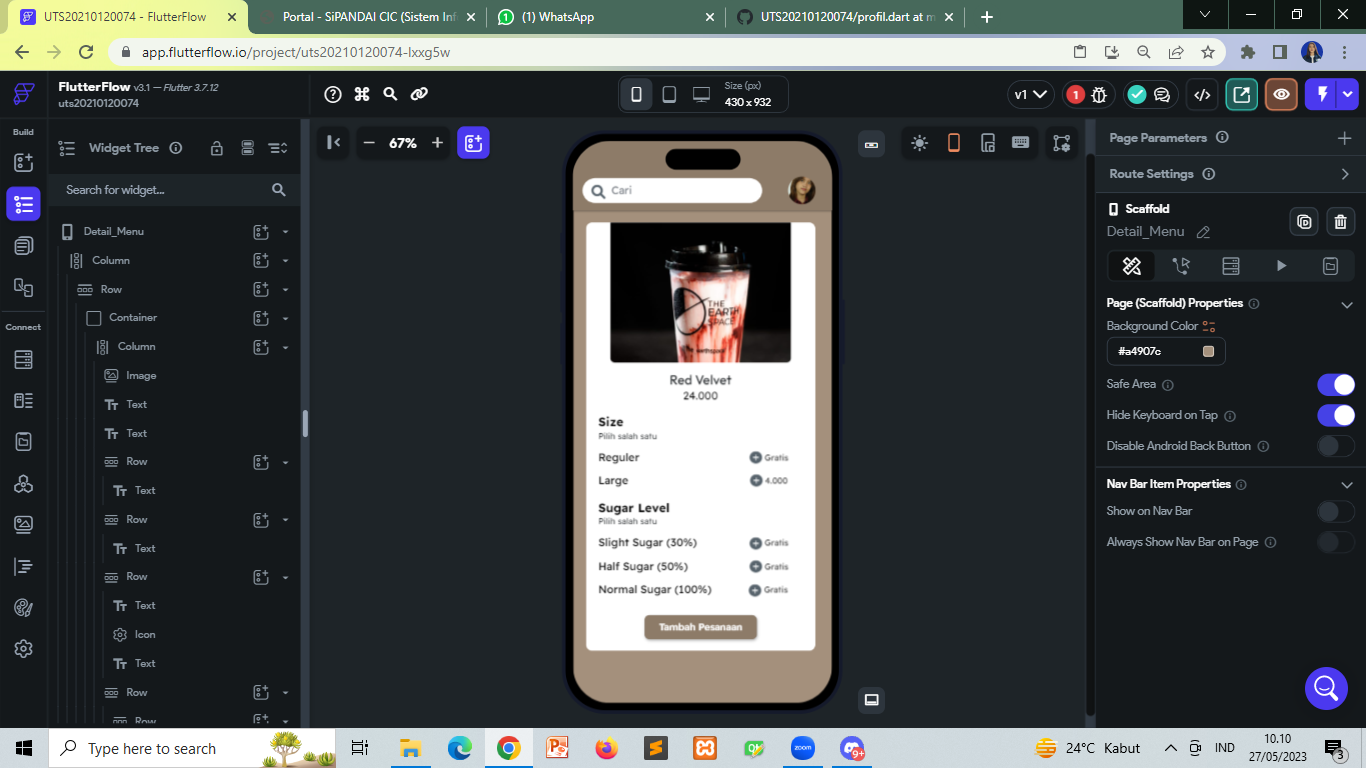 UTS20210120074 - FlutterFlow
Portal - SiPANDAI CIC (Sistem Inf
(1) WhatsApp
UTS20210120074/profil.dart at m
app.flutterflow.io/project/uts20210120074-lxxg5w
FlutterFlow v3.1 — Flutter 3.7.12
uts20210120074
Size (px)
430 x 932
v1
1
Build
Connect
Widget Tree
Search for widget...
Detail_Menu
Column
Row
Container
Column
Image
Text
Text
Row
Text
Row
Text
Row
Text
Icon
Text
Row
Row
67%
Cari
THE
EARTH
SPACE
Red Velvet
24.000
Size
Pilih salah satu
Reguler
Gratis
Large
4.000
Sugar Level
Pilih salah satu
Slight Sugar (30%)
Gratis
Half Sugar (50%)
Gratis
Normal Sugar (100%)
Gratis
Tambah Pesanaan
Page Parameters
Route Settings
Scaffold
Detail_Menu
Page (Scaffold) Properties
Background Color
#a4907c
Safe Area
Hide Keyboard on Tap
Disable Android Back Button
Nav Bar Item Properties
Show on Nav Bar
Always Show Nav Bar on Page
Type here to search
zoom
9+
24°C Kabut
IND
10.10
27/05/2023
3